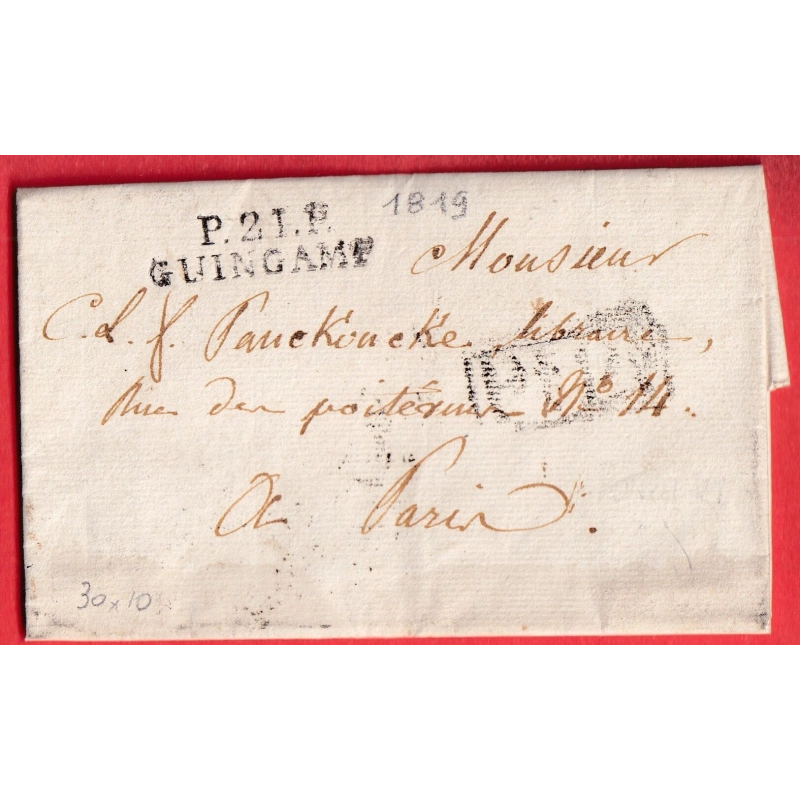 P.21.P.
GUINGAMP
1819
Monsieur
C. L. f. Panckoucke, libraire,
Rue des poitevins N.º 14.
P.P.
a Paris.
30x10